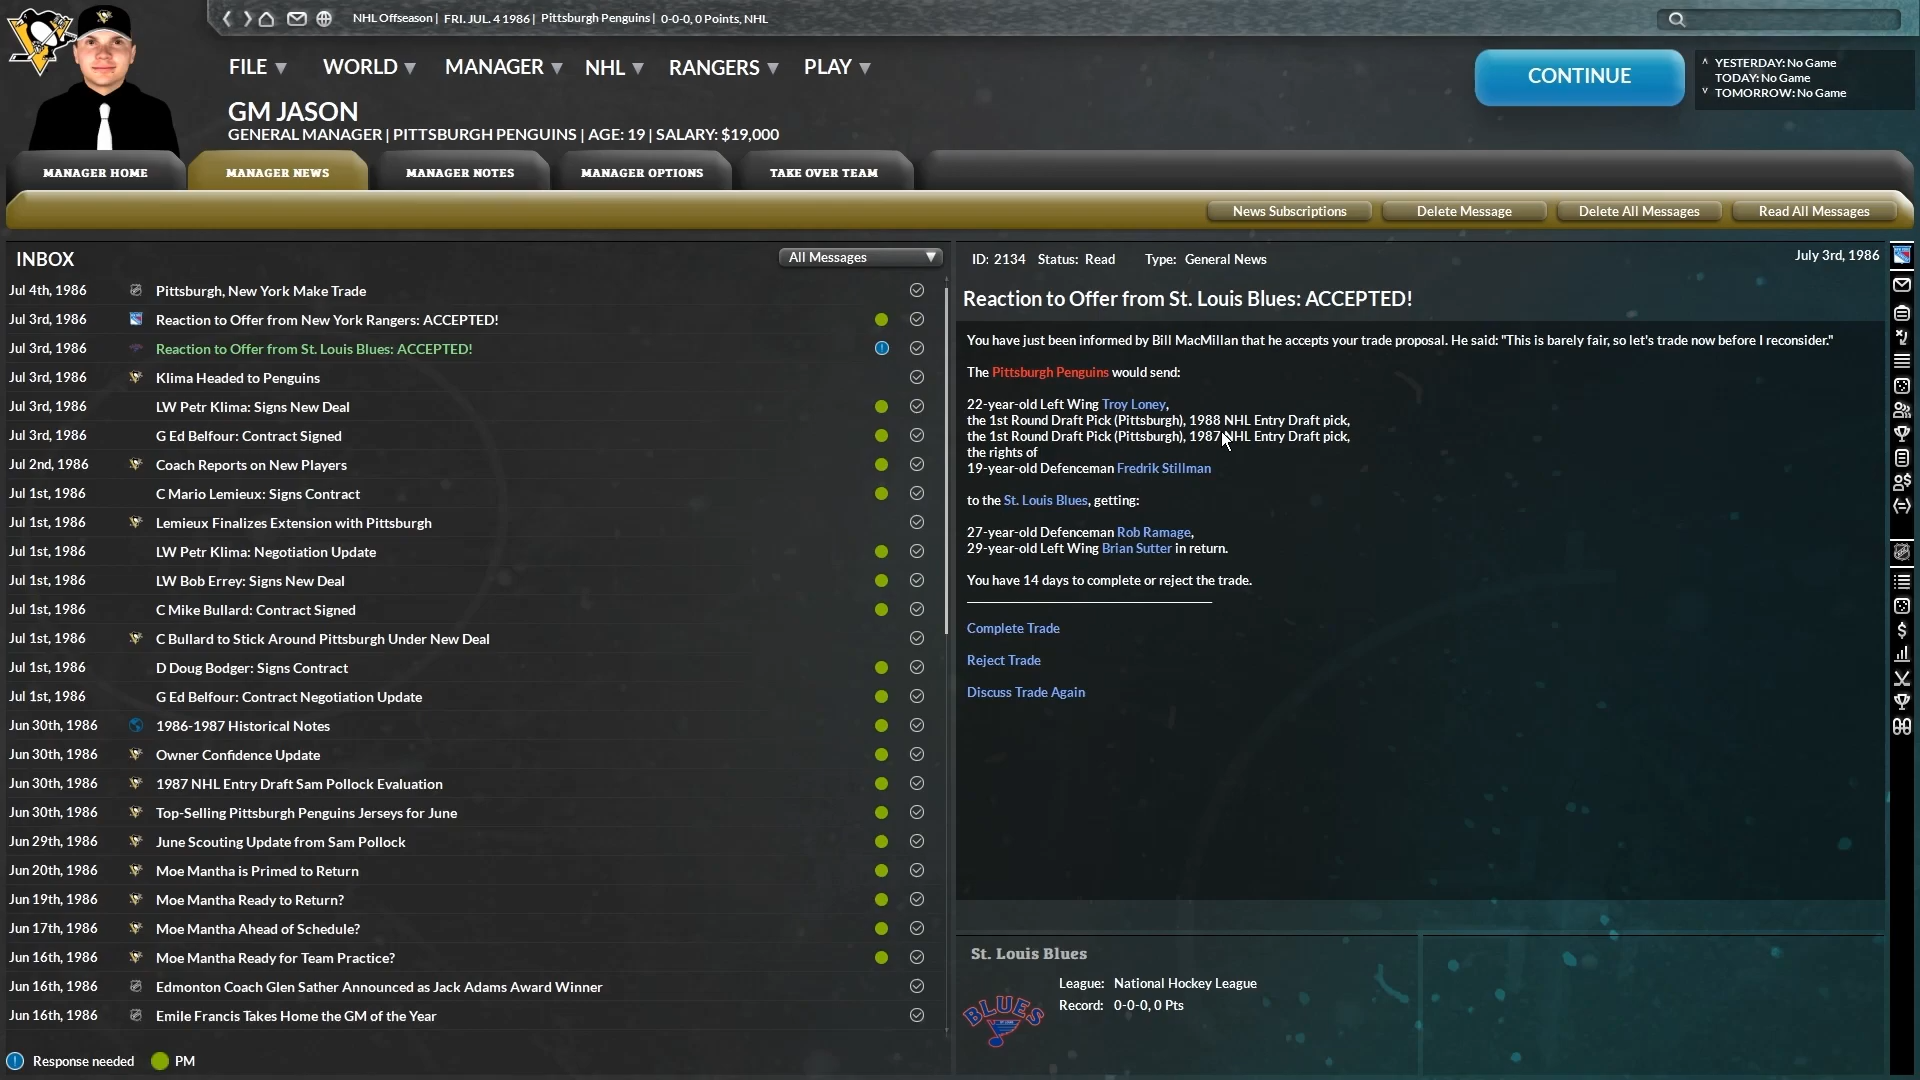 NHL Offseason | FRI. JUL. 4 1986 | Pittsburgh Penguins | 0-0-0, 0 Points, NHL
FILE WORLD MANAGER NHL RANGERS PLAY
CONTINUE
YESTERDAY: No Game
TODAY: No Game
TOMORROW: No Game
GM JASON
GENERAL MANAGER | PITTSBURGH PENGUINS | AGE: 19 | SALARY: $19,000
MANAGER HOME MANAGER NEWS MANAGER NOTES MANAGER OPTIONS TAKE OVER TEAM
News Subscriptions Delete Message Delete All Messages Read All Messages
INBOX All Messages
Jul 4th, 1986 Pittsburgh, New York Make Trade
Jul 3rd, 1986 Reaction to Offer from New York Rangers: ACCEPTED!
Jul 3rd, 1986 Reaction to Offer from St. Louis Blues: ACCEPTED!
Jul 3rd, 1986 Klima Headed to Penguins
Jul 3rd, 1986 LW Petr Klima: Signs New Deal
Jul 3rd, 1986 G Ed Belfour: Contract Signed
Jul 2nd, 1986 Coach Reports on New Players
Jul 1st, 1986 C Mario Lemieux: Signs Contract
Jul 1st, 1986 Lemieux Finalizes Extension with Pittsburgh
Jul 1st, 1986 LW Petr Klima: Negotiation Update
Jul 1st, 1986 LW Bob Errey: Signs New Deal
Jul 1st, 1986 C Mike Bullard: Contract Signed
Jul 1st, 1986 C Bullard to Stick Around Pittsburgh Under New Deal
Jul 1st, 1986 D Doug Bodger: Signs Contract
Jul 1st, 1986 G Ed Belfour: Contract Negotiation Update
Jun 30th, 1986 1986-1987 Historical Notes
Jun 30th, 1986 Owner Confidence Update
Jun 30th, 1986 1987 NHL Entry Draft Sam Pollock Evaluation
Jun 30th, 1986 Top-Selling Pittsburgh Penguins Jerseys for June
Jun 29th, 1986 June Scouting Update from Sam Pollock
Jun 20th, 1986 Moe Mantha is Primed to Return
Jun 19th, 1986 Moe Mantha Ready to Return?
Jun 17th, 1986 Moe Mantha Ahead of Schedule?
Jun 16th, 1986 Moe Mantha Ready for Team Practice?
Jun 16th, 1986 Edmonton Coach Glen Sather Announced as Jack Adams Award Winner
Jun 16th, 1986 Emile Francis Takes Home the GM of the Year
Response needed PM
ID: 2134 Status: Read Type: General News July 3rd, 1986
Reaction to Offer from St. Louis Blues: ACCEPTED!
You have just been informed by Bill MacMillan that he accepts your trade proposal. He said: "This is barely fair, so let's trade now before I reconsider."
The Pittsburgh Penguins would send:
22-year-old Left Wing Troy Loney,
the 1st Round Draft Pick (Pittsburgh), 1988 NHL Entry Draft pick,
the 1st Round Draft Pick (Pittsburgh), 1987 NHL Entry Draft pick,
the rights of
19-year-old Defenceman Fredrik Stillman
to the St. Louis Blues, getting:
27-year-old Defenceman Rob Ramage,
29-year-old Left Wing Brian Sutter in return.
You have 14 days to complete or reject the trade.
Complete Trade
Reject Trade
Discuss Trade Again
St. Louis Blues
League: National Hockey League
Record: 0-0-0, 0 Pts
BLUES